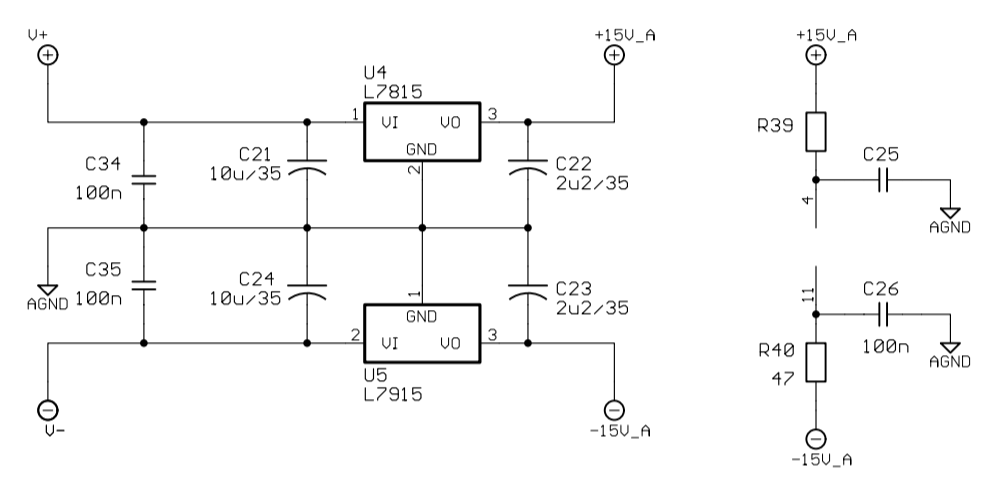 V+
+15V_A
+15V_A
U4
L7815
1
VI
VO
3
GND
2
C34
100n
C21
10u/35
C22
2u2/35
R39
C25
4
AGND
AGND
C35
100n
C24
10u/35
C23
2u2/35
1
GND
2
VI
VO
3
U5
L7915
11
C26
100n
AGND
R40
47
V-
-15V_A
-15V_A